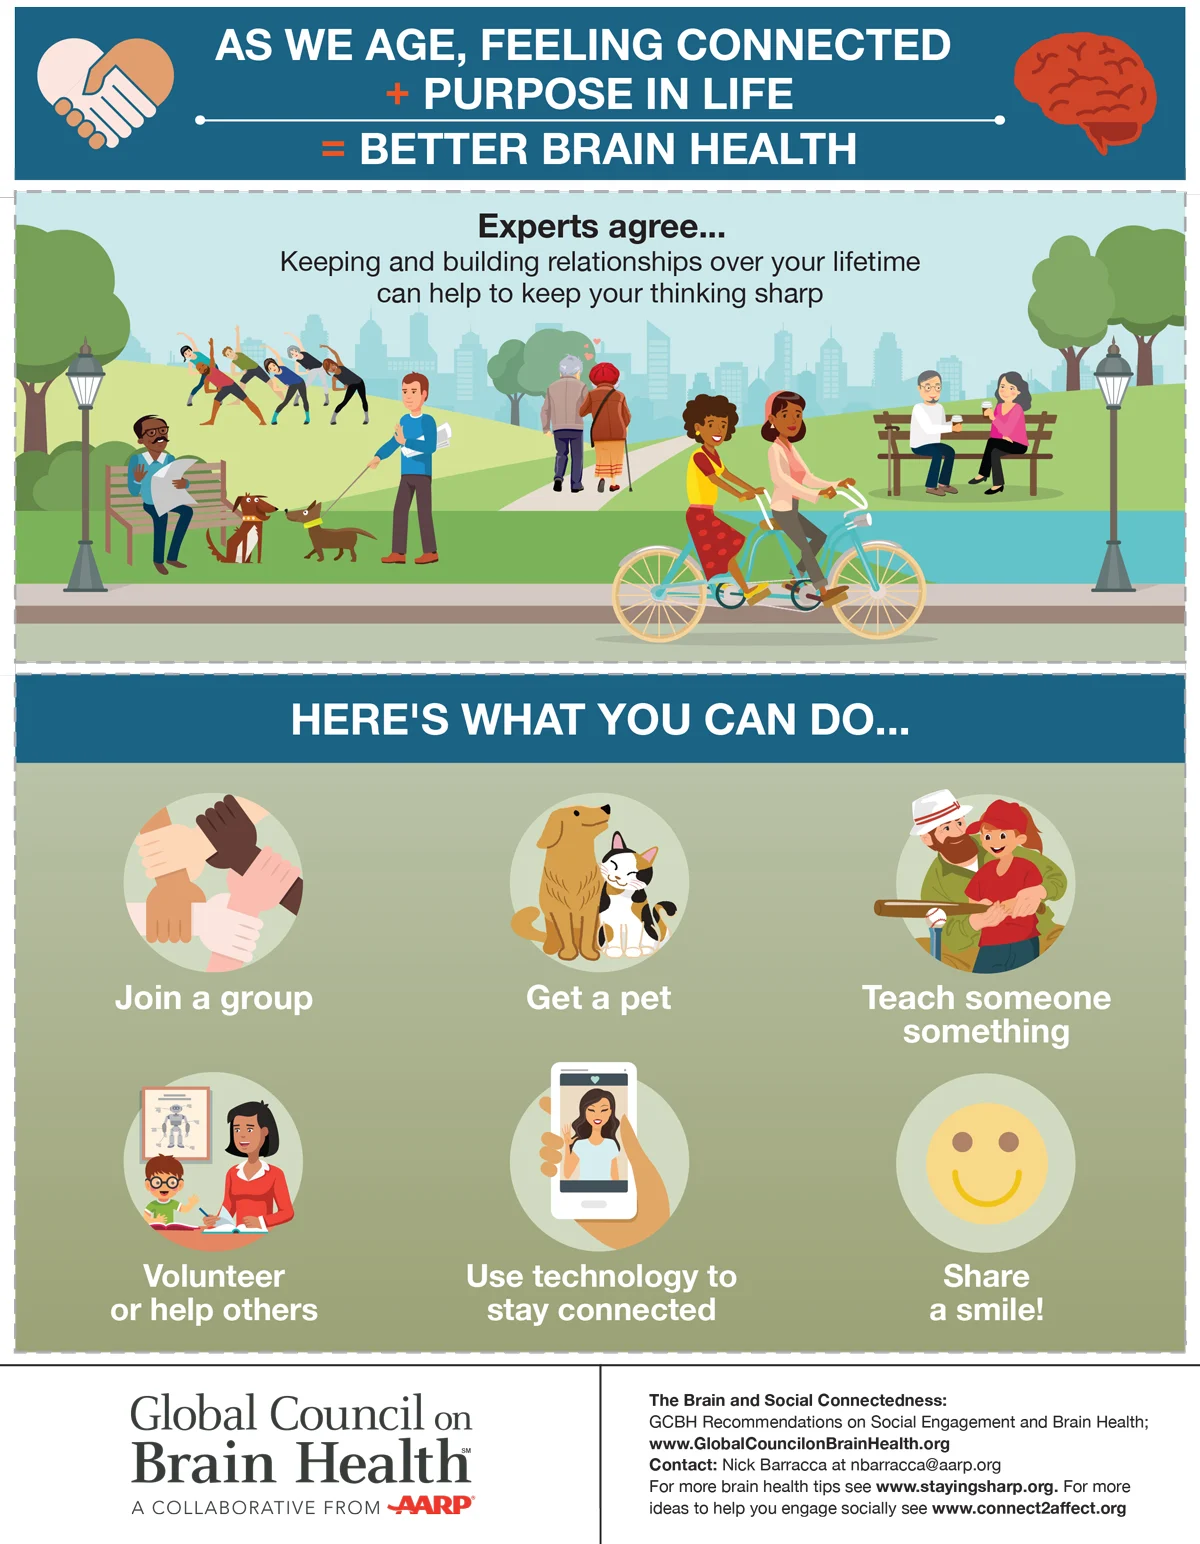 AS WE AGE, FEELING CONNECTED
+ PURPOSE IN LIFE
= BETTER BRAIN HEALTH
Experts agree...
Keeping and building relationships over your lifetime
can help to keep your thinking sharp
HERE'S WHAT YOU CAN DO...
Join a group
Get a pet
Teach someone
something
Volunteer
or help others
Use technology to
stay connected
Share
a smile!
Global Council on
Brain Health℠
A COLLABORATIVE FROM AARP®
The Brain and Social Connectedness:
GCBH Recommendations on Social Engagement and Brain Health;
www.GlobalCouncilonBrainHealth.org
Contact: Nick Barracca at nbarracca@aarp.org
For more brain health tips see www.stayingsharp.org. For more
ideas to help you engage socially see www.connect2affect.org